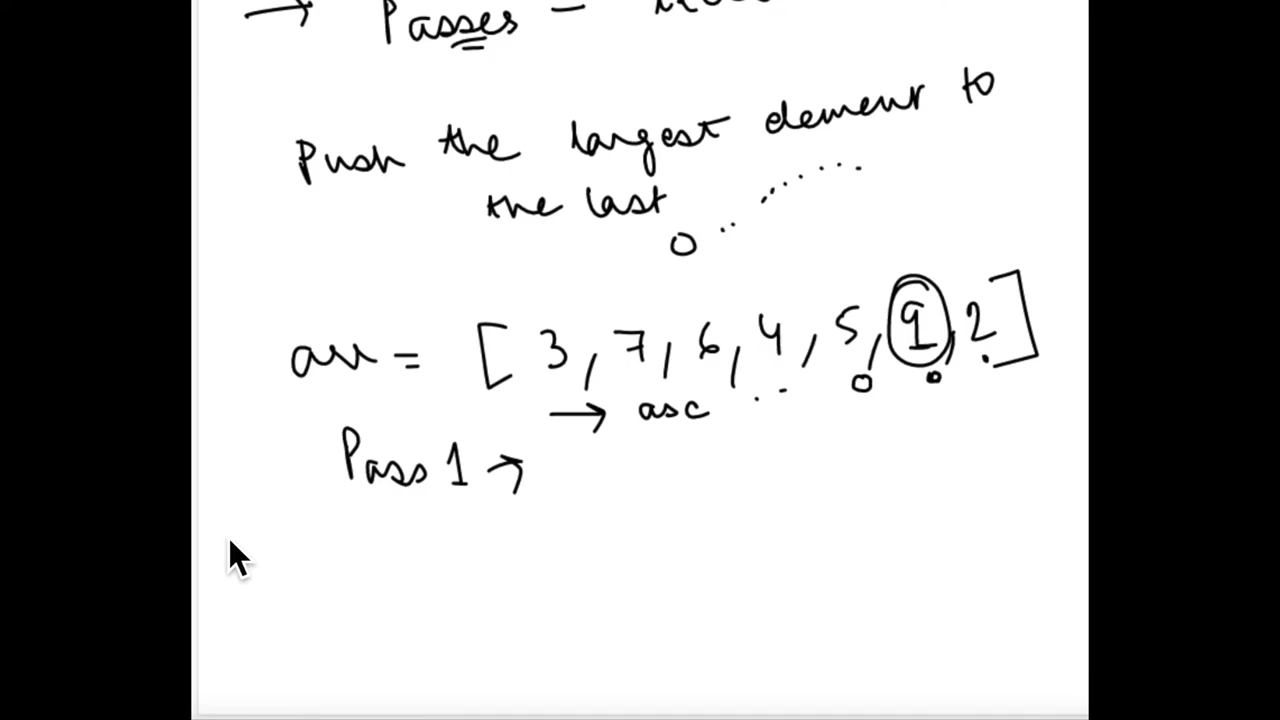 → Passes –
Push the largest element to
the last
arr = [ 3, 7, 6, 4, 5, 9, 2 ]
→ asc
Pass 1 →